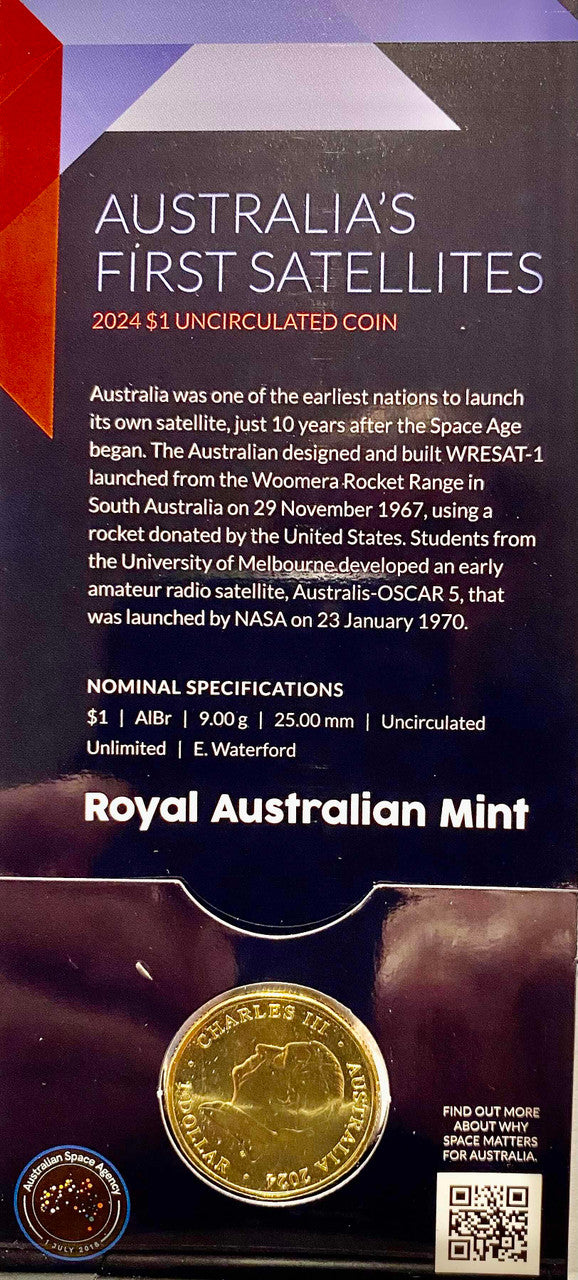 AUSTRALIA'S
FIRST SATELLITES
2024 $1 UNCIRCULATED COIN
Australia was one of the earliest nations to launch
its own satellite, just 10 years after the Space Age
began. The Australian designed and built WRESAT-1
launched from the Woomera Rocket Range in
South Australia on 29 November 1967, using a
rocket donated by the United States. Students from
the University of Melbourne developed an early
amateur radio satellite, Australis-OSCAR 5, that
was launched by NASA on 23 January 1970.
NOMINAL SPECIFICATIONS
$1 | AlBr | 9.00 g | 25.00 mm | Uncirculated
Unlimited | E. Waterford
Royal Australian Mint
CHARLES III • AUSTRALIA 2024 • 1 DOLLAR •
FIND OUT MORE
ABOUT WHY
SPACE MATTERS
FOR AUSTRALIA.
Australian Space Agency
1 JULY 2018